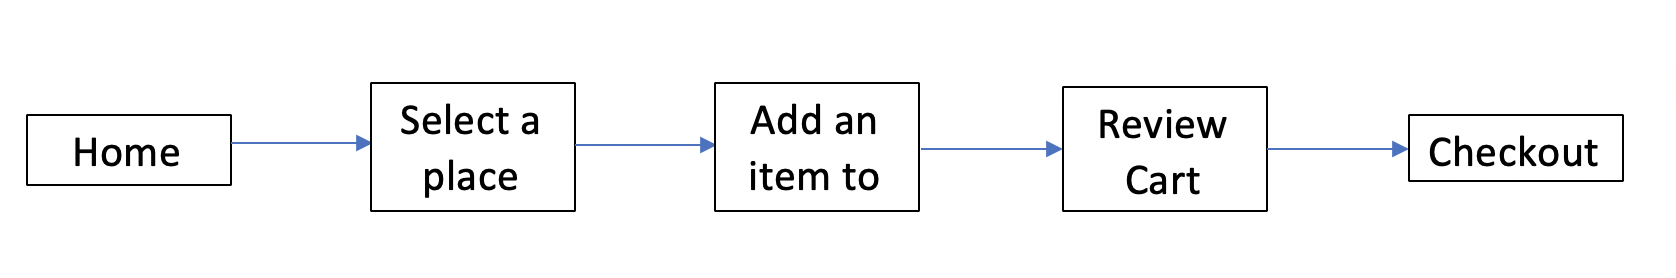 Home
Select a
place
Add an
item to
Review
Cart
Checkout